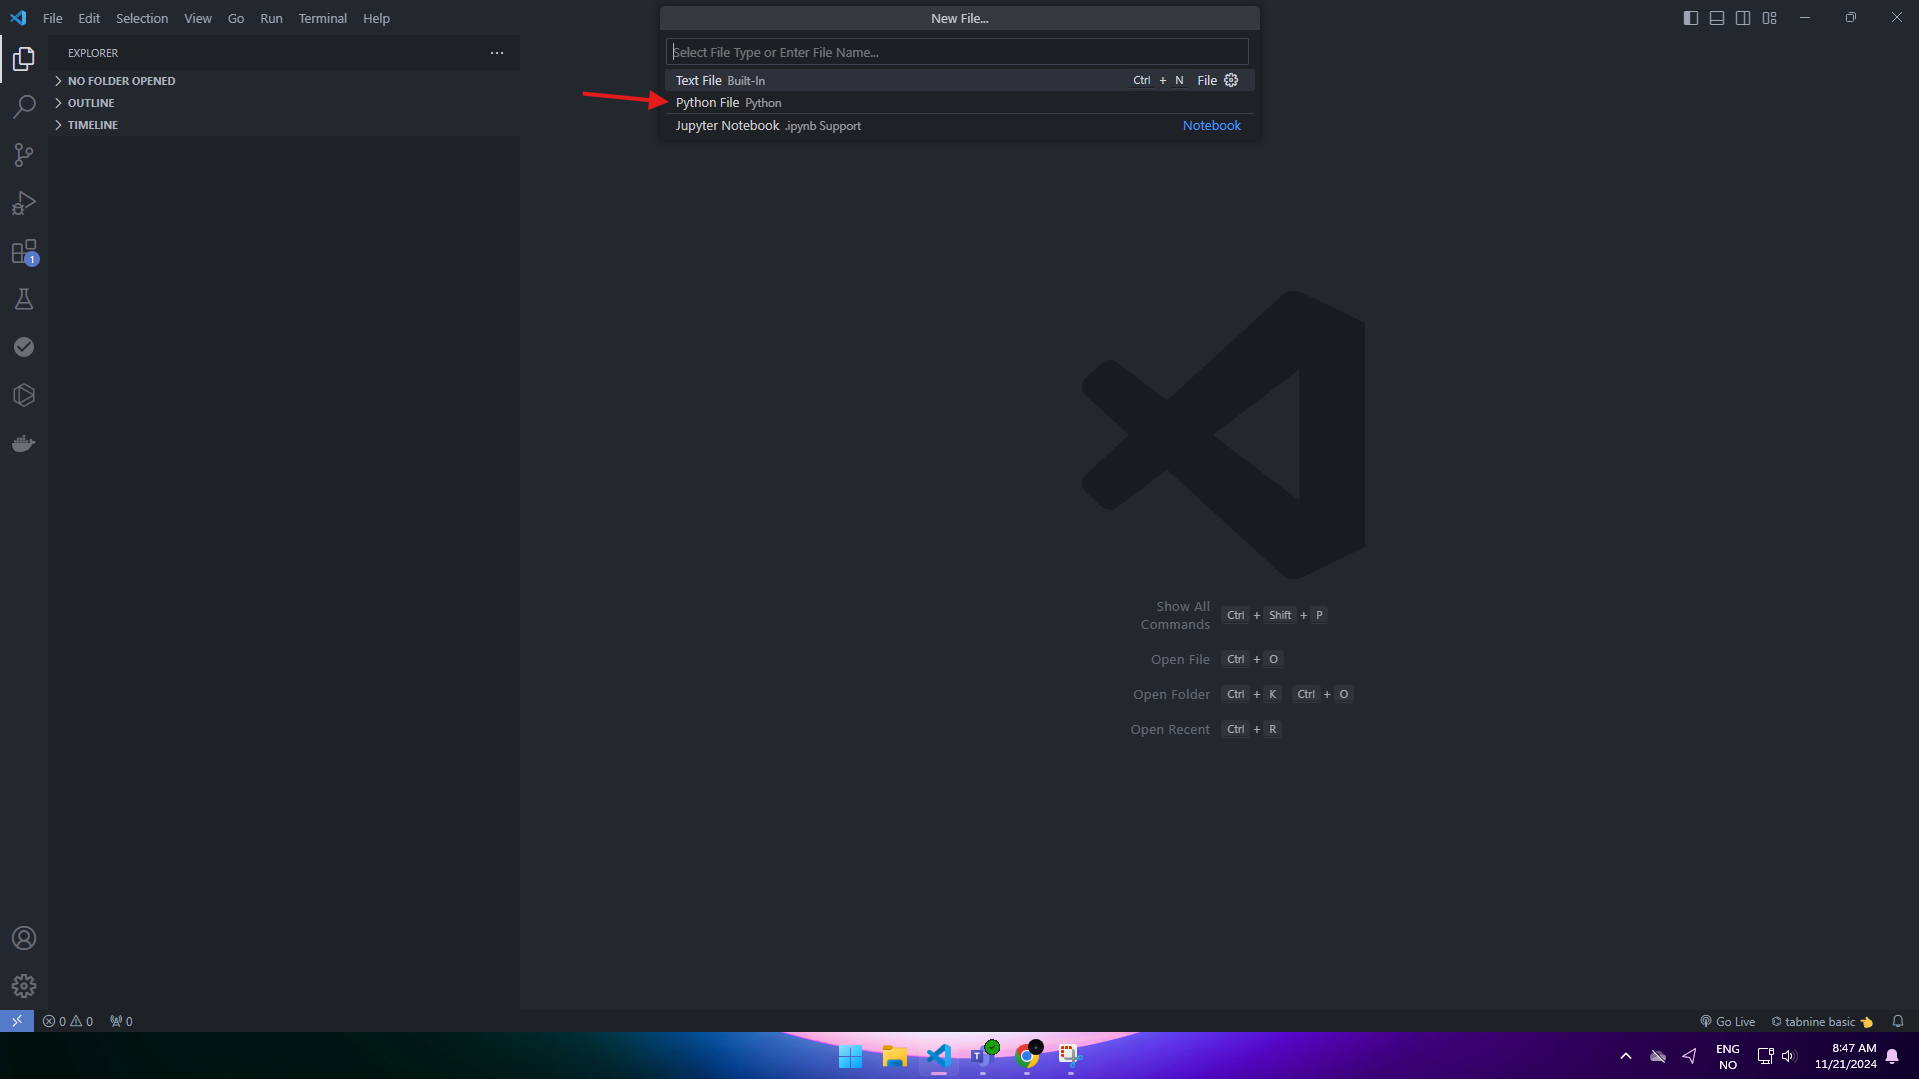 File Edit Selection View Go Run Terminal Help
New File...
EXPLORER
Select File Type or Enter File Name...
NO FOLDER OPENED
Text File Built-In Ctrl + N File
OUTLINE
Python File Python
TIMELINE
Jupyter Notebook .ipynb Support Notebook
1
Show All Commands Ctrl + Shift + P
Open File Ctrl + O
Open Folder Ctrl + K Ctrl + O
Open Recent Ctrl + R
0 0 0
Go Live tabnine basic
T
ENG
NO
8:47 AM
11/21/2024